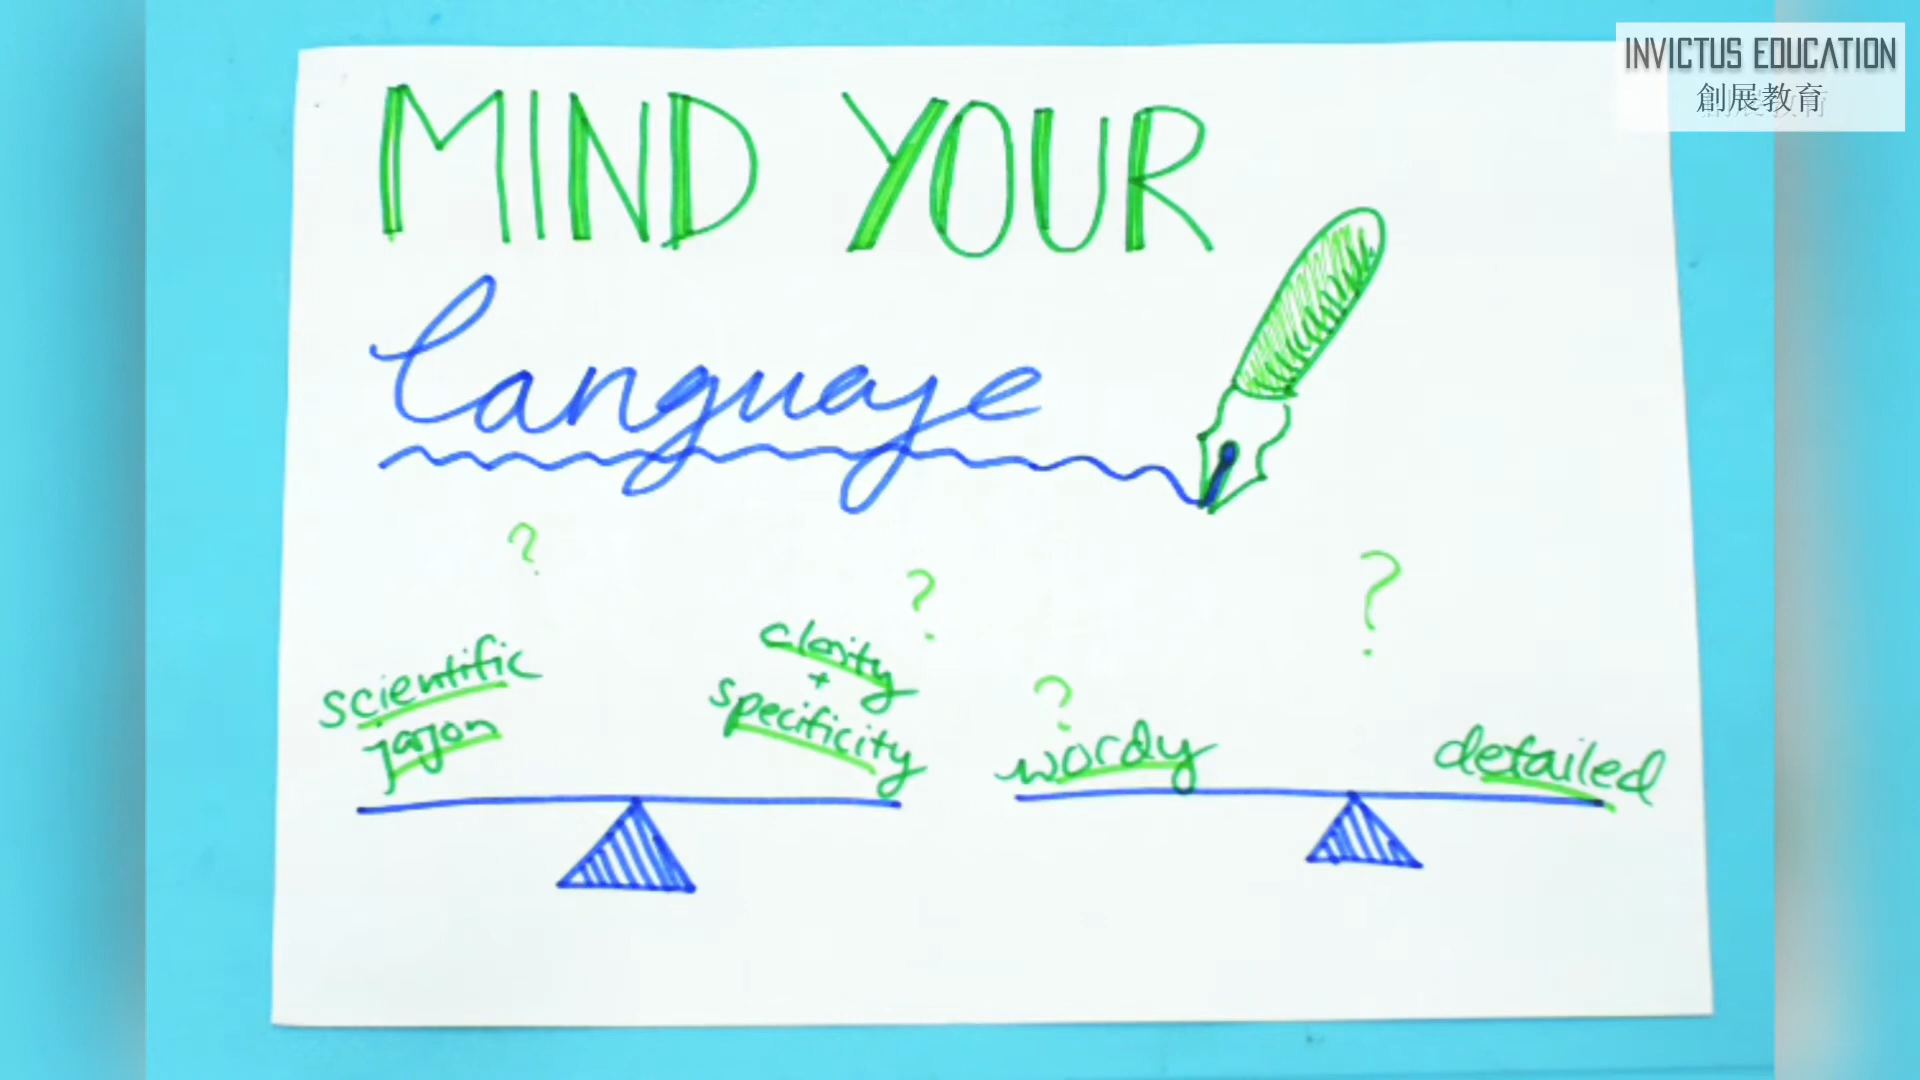 INVICTUS EDUCATION
創展教育
MIND YOUR
language
?
?
?
?
scientific
jargon
clarity
+
specificity
wordy
detailed